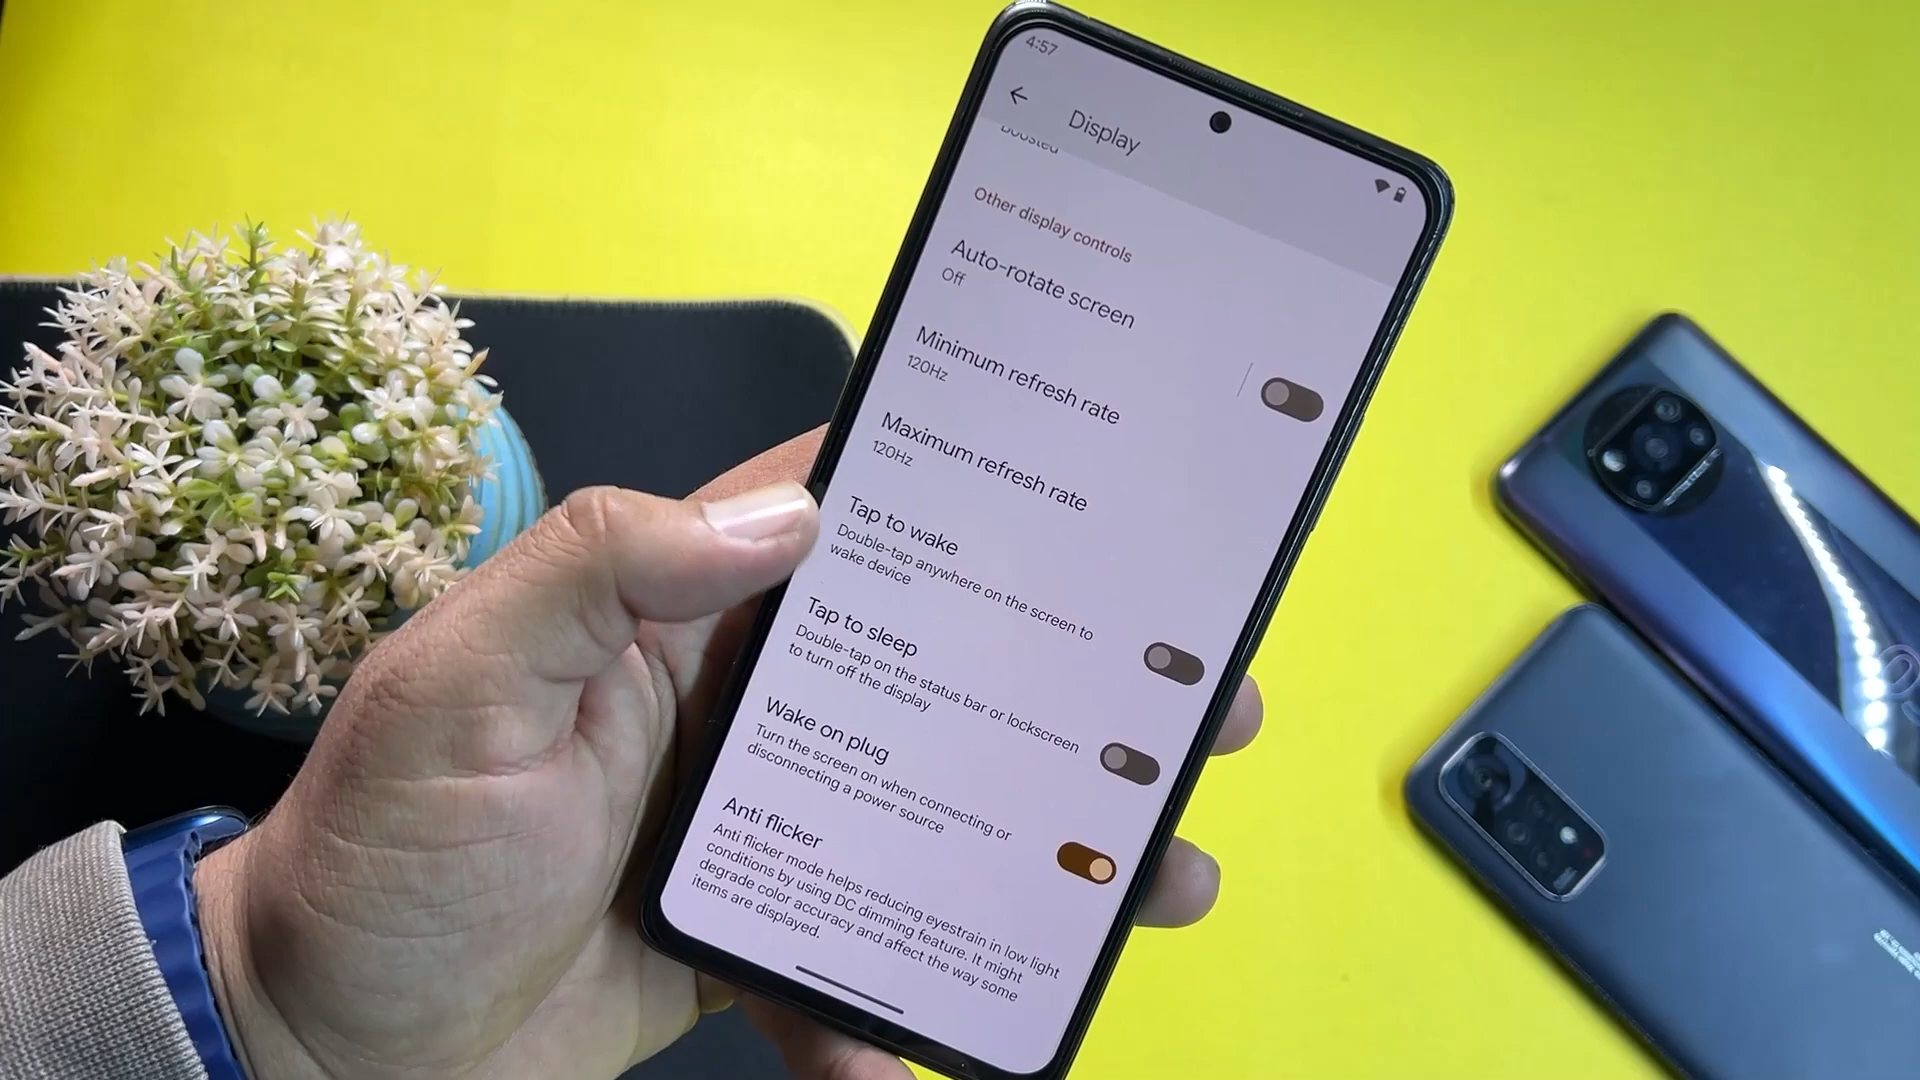 4:57
Display
Boosted
Other display controls
Auto-rotate screen
Off
Minimum refresh rate
120Hz
Maximum refresh rate
120Hz
Tap to wake
Double-tap anywhere on the screen to
wake device
Tap to sleep
Double-tap on the status bar or lockscreen
to turn off the display
Wake on plug
Turn the screen on when connecting or
disconnecting a power source
Anti flicker
Anti flicker mode helps reducing eyestrain in low light
conditions by using DC dimming feature. It might
degrade color accuracy and affect the way some
items are displayed.